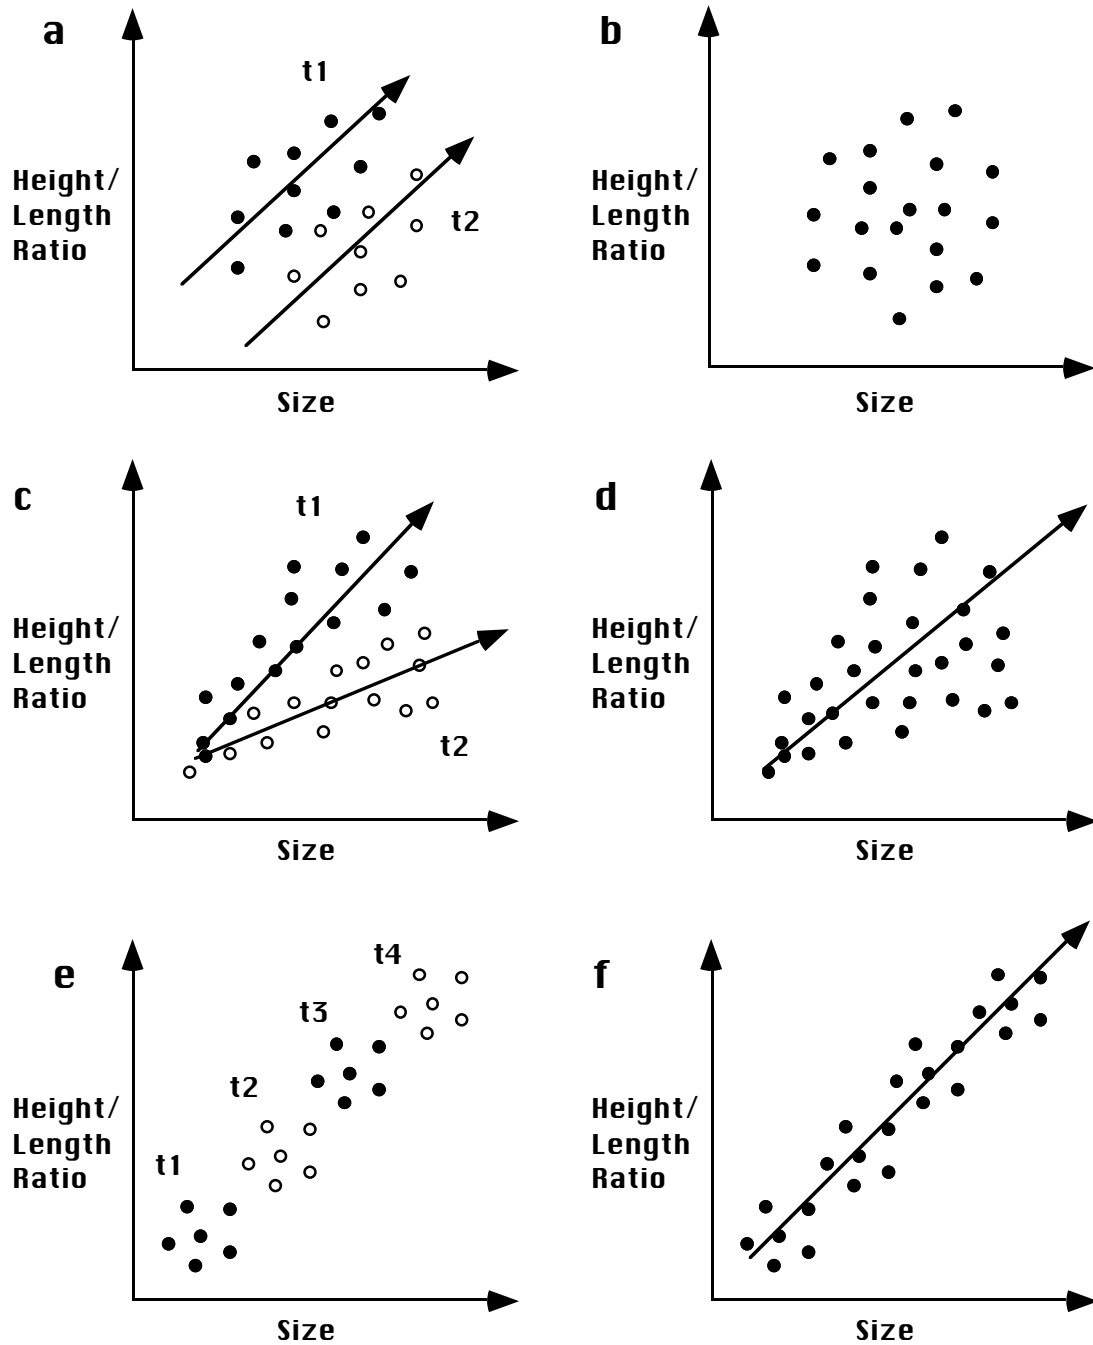 a
t1
Height/
Length
Ratio
t2
Size
b
Height/
Length
Ratio
Size
c
t1
Height/
Length
Ratio
t2
Size
d
Height/
Length
Ratio
Size
e
t4
t3
t2
Height/
Length
Ratio
t1
Size
f
Height/
Length
Ratio
Size